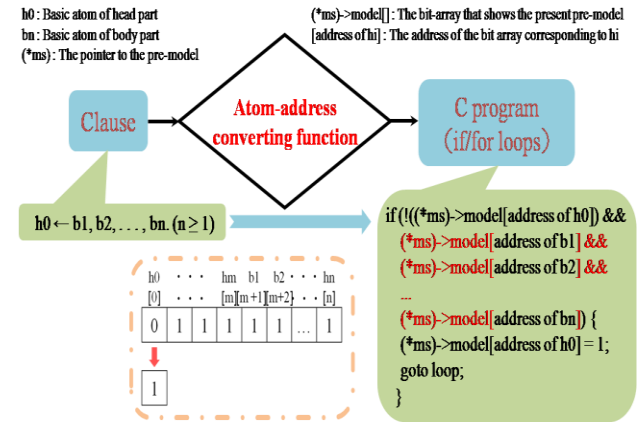 h0 : Basic atom of head part
bn : Basic atom of body part
(*ms) : The pointer to the pre-model
(*ms)->model[] : The bit-array that shows the present pre-model
[address of hi] : The address of the bit array corresponding to hi
Clause
Atom-address
converting function
C program
(if/for loops)
h0 ← b1, b2, . . . , bn. (n ≥ 1)
if (!((*ms)->model[address of h0]) &&
(*ms)->model[address of b1] &&
(*ms)->model[address of b2] &&
...
(*ms)->model[address of bn]) {
(*ms)->model[address of h0] = 1;
goto loop;
}
h0 · · · hm b1 b2 · · · hn
[0] · · · [m][m+1][m+2]· · · [n]
0 1 1 1 1 1 ... 1
1